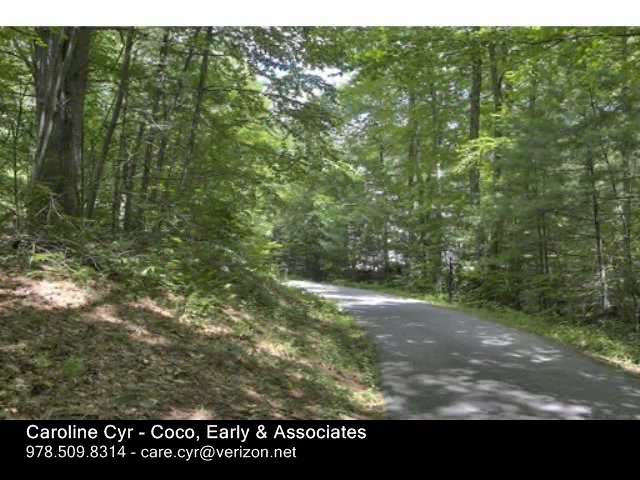 Caroline Cyr - Coco, Early & Associates
978.509.8314 - care.cyr@verizon.net